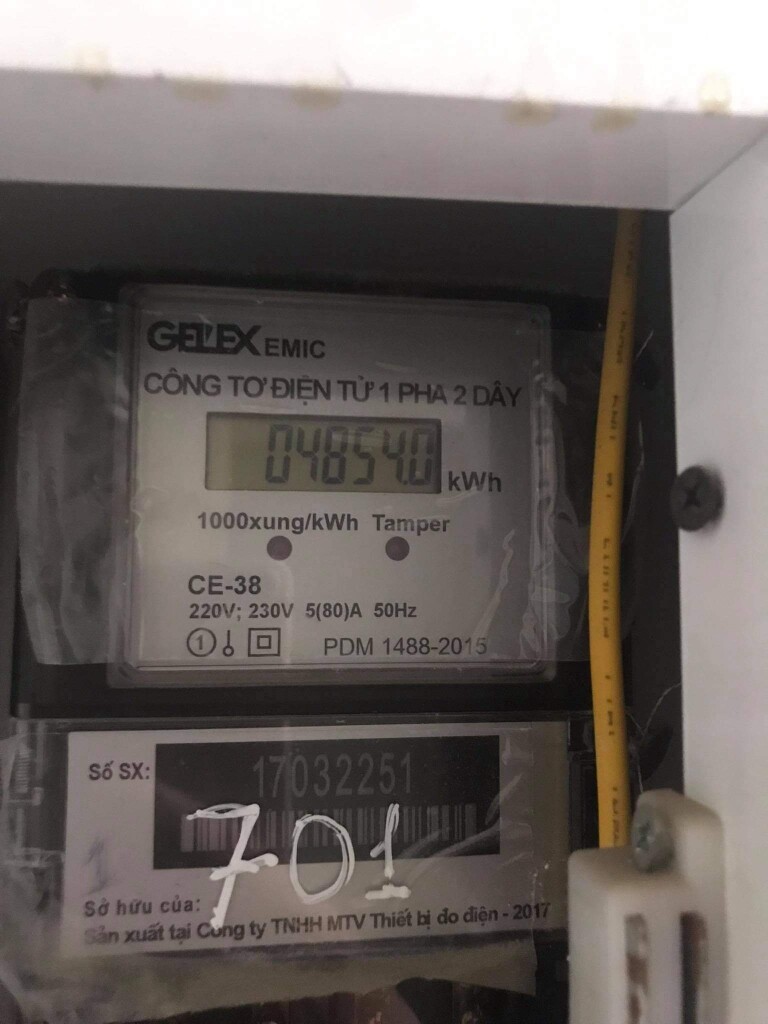 GELEX EMIC
CÔNG TƠ ĐIỆN TỬ 1 PHA 2 DÂY
04854.0 kWh
1000xung/kWh Tamper
CE-38
220V; 230V 5(80)A 50Hz
1 PDM 1488-2015
Số SX: 17032251
701
Sở hữu của:
Sản xuất tại Công ty TNHH MTV Thiết bị đo điện - 2017